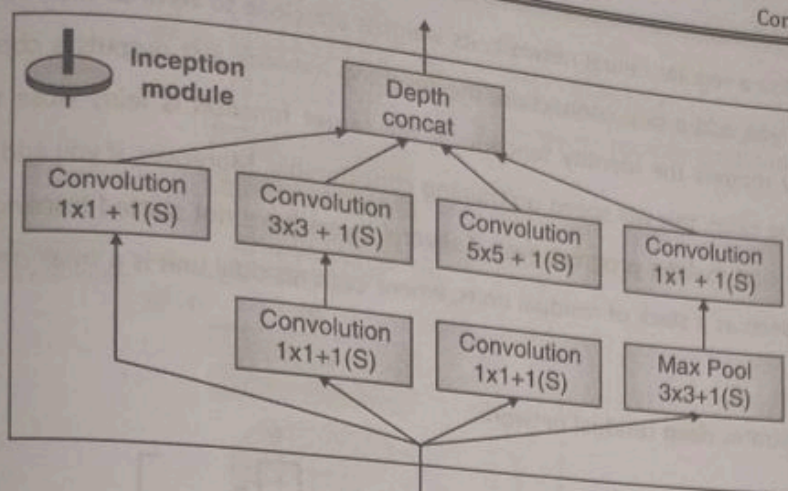 Cor
Inception
module
Depth
concat
Convolution
1x1 + 1(S)
Convolution
3x3 + 1(S)
Convolution
5x5 + 1(S)
Convolution
1x1 + 1(S)
Convolution
1x1+1(S)
Convolution
1x1+1(S)
Max Pool
3x3+1(S)